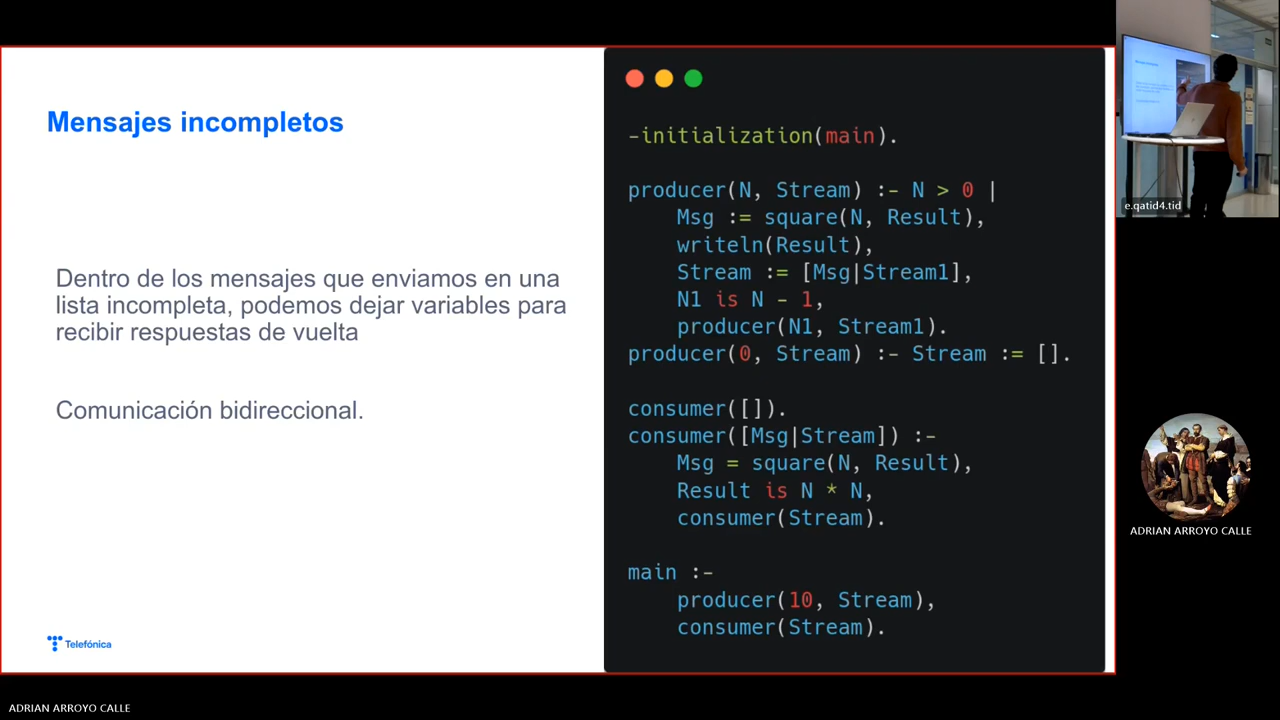 Mensajes incompletos
Dentro de los mensajes que enviamos en una
lista incompleta, podemos dejar variables para
recibir respuestas de vuelta
Comunicación bidireccional.
Telefónica
-initialization(main).
producer(N, Stream) :- N > 0 |
    Msg := square(N, Result),
    writeln(Result),
    Stream := [Msg|Stream1],
    N1 is N - 1,
    producer(N1, Stream1).
producer(0, Stream) :- Stream := [].
consumer([]).
consumer([Msg|Stream]) :-
    Msg = square(N, Result),
    Result is N * N,
    consumer(Stream).
main :-
    producer(10, Stream),
    consumer(Stream).
e.qatid4.tid
ADRIAN ARROYO CALLE
ADRIAN ARROYO CALLE